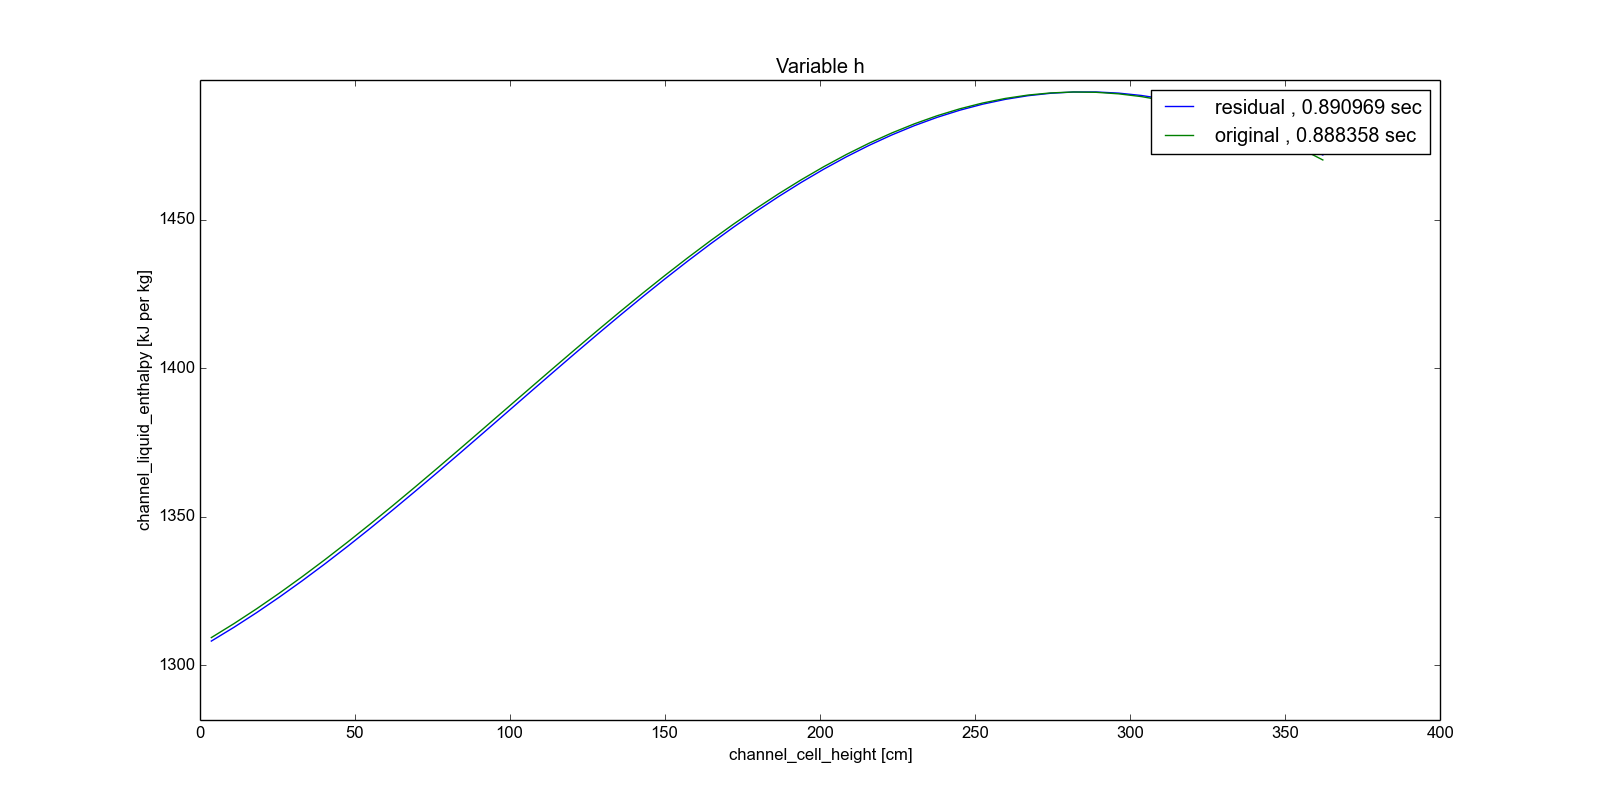 Variable h
residual , 0.890969 sec
original , 0.888358 sec
channel_liquid_enthalpy [kJ per kg]
1450
1400
1350
1300
0 50 100 150 200 250 300 350 400
channel_cell_height [cm]